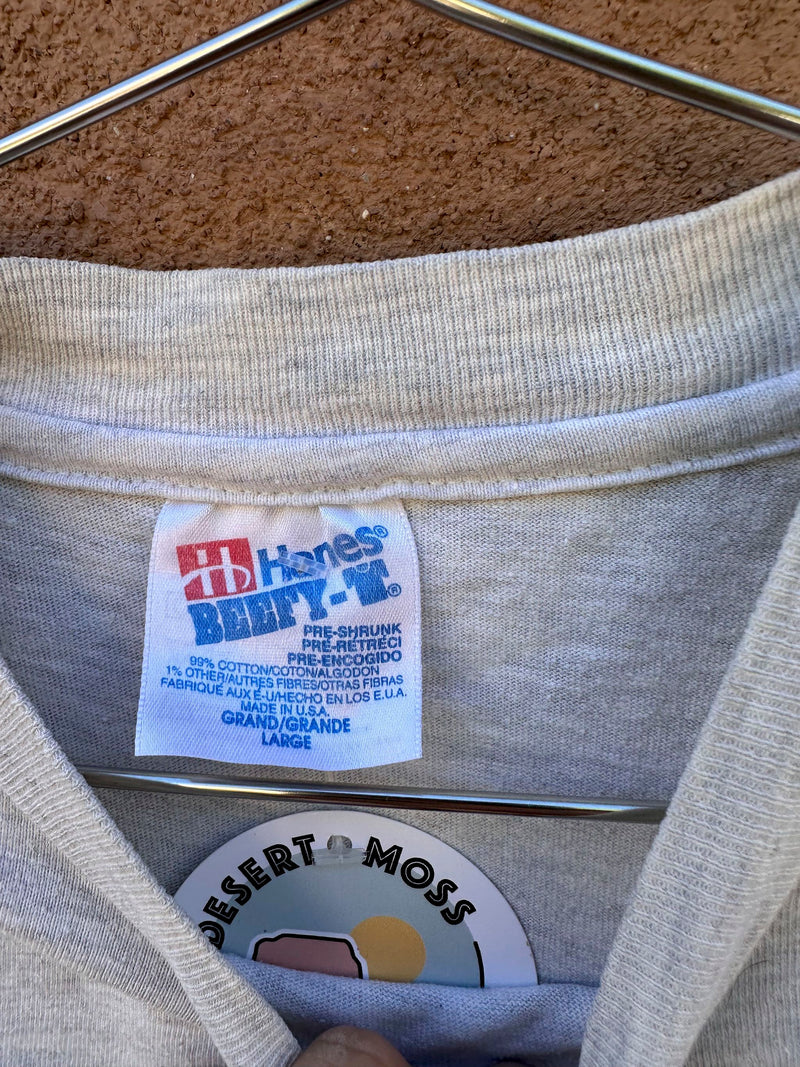 Hanes®
BEEFY-T®
PRE-SHRUNK
PRÉ-RÉTRÉCI
PRE-ENCOGIDO
99% COTTON/COTON/ALGODON
1% OTHER/AUTRES FIBRES/OTRAS FIBRAS
FABRIQUÉ AUX É-U/HECHO EN LOS E.U.A.
MADE IN U.S.A.
GRAND/GRANDE
LARGE
DESERT MOSS